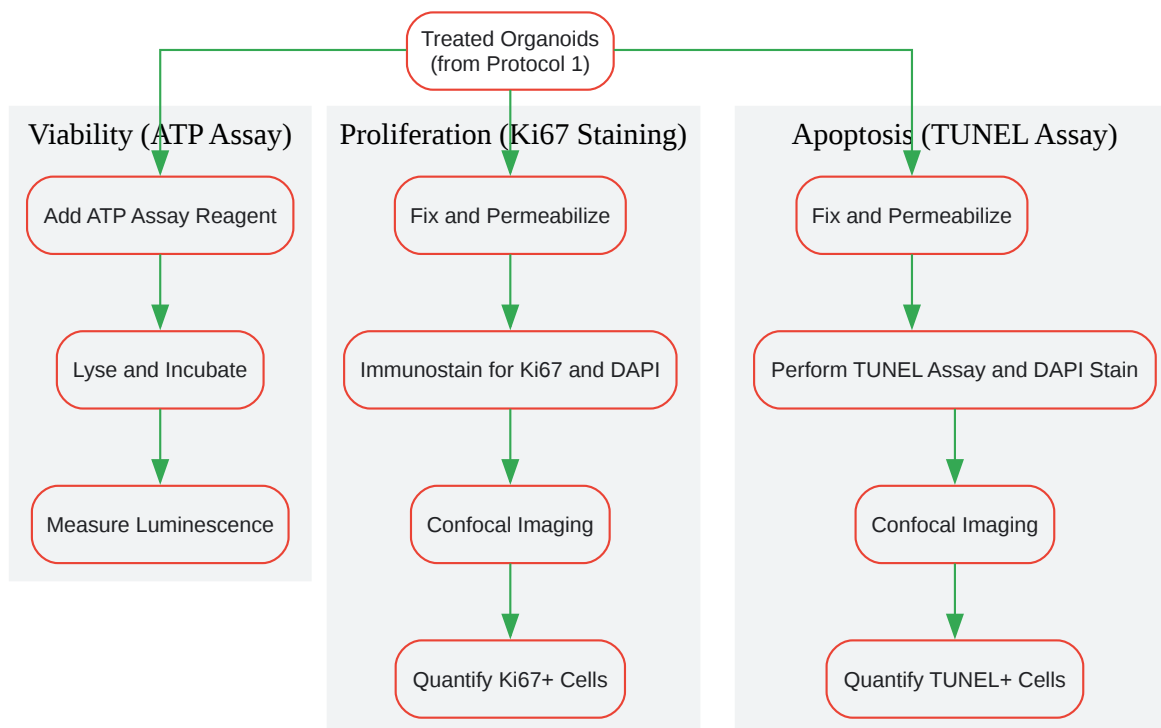 Treated Organoids
(from Protocol 1)
Viability (ATP Assay)
Add ATP Assay Reagent
Lyse and Incubate
Measure Luminescence
Proliferation (Ki67 Staining)
Fix and Permeabilize
Immunostain for Ki67 and DAPI
Confocal Imaging
Quantify Ki67+ Cells
Apoptosis (TUNEL Assay)
Fix and Permeabilize
Perform TUNEL Assay and DAPI Stain
Confocal Imaging
Quantify TUNEL+ Cells